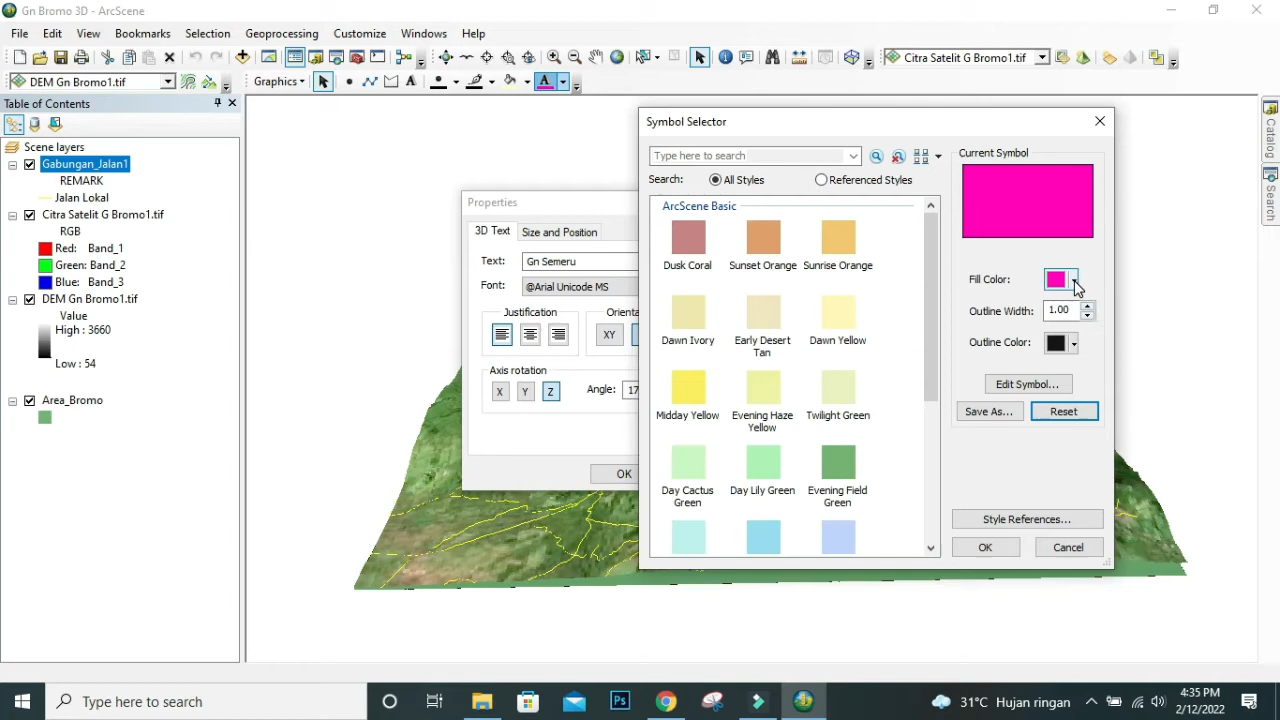 Gn Bromo 3D - ArcScene
File Edit View Bookmarks Selection Geoprocessing Customize Windows Help
Citra Satelit G Bromo1.tif
DEM Gn Bromo1.tif
Graphics
A
A
Table of Contents
Scene layers
Gabungan_Jalan1
REMARK
Jalan Lokal
Citra Satelit G Bromo1.tif
RGB
Red: Band_1
Green: Band_2
Blue: Band_3
DEM Gn Bromo1.tif
Value
High : 3660
Low : 54
Area_Bromo
Properties
3D Text Size and Position
Text: Gn Semeru
Font: @Arial Unicode MS
Justification Orienta
XY
Axis rotation
X Y Z Angle: 17
OK
Symbol Selector
Type here to search
Search: All Styles Referenced Styles
ArcScene Basic
Dusk Coral Sunset Orange Sunrise Orange
Dawn Ivory Early Desert Tan Dawn Yellow
Midday Yellow Evening Haze Yellow Twilight Green
Day Cactus Green Day Lily Green Evening Field Green
Current Symbol
Fill Color:
Outline Width: 1.00
Outline Color:
Edit Symbol...
Save As... Reset
Style References...
OK Cancel
Catalog
Search
Type here to search
Ps
31°C Hujan ringan
4:35 PM
2/12/2022